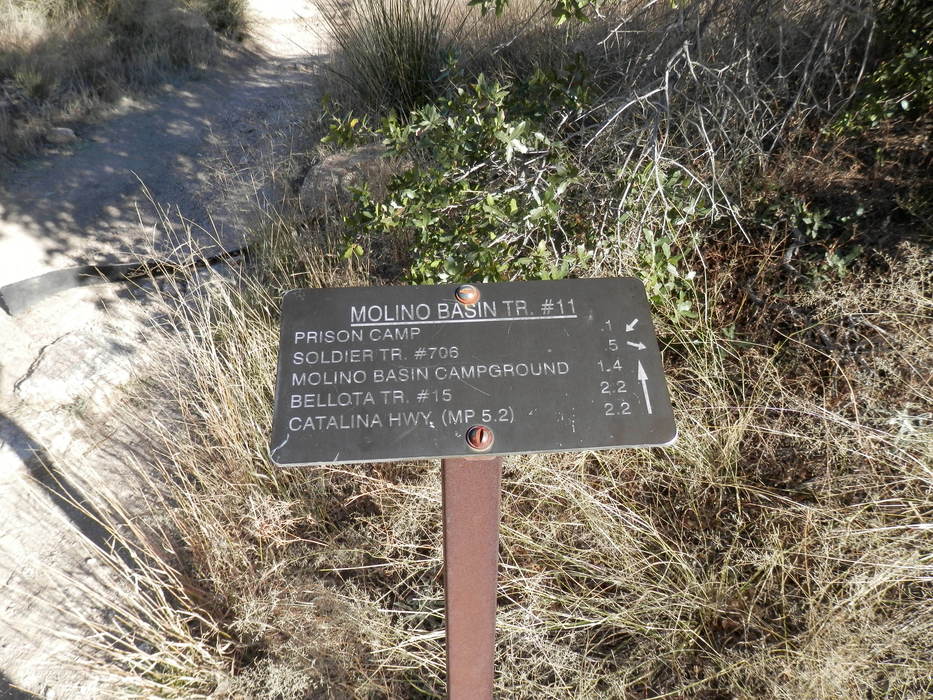 MOLINO BASIN TR. #11
PRISON CAMP .1 ↙
SOLDIER TR. #706 .5 →
MOLINO BASIN CAMPGROUND 1.4 ↑
BELLOTA TR. #15 2.2
CATALINA HWY. (MP 5.2) 2.2